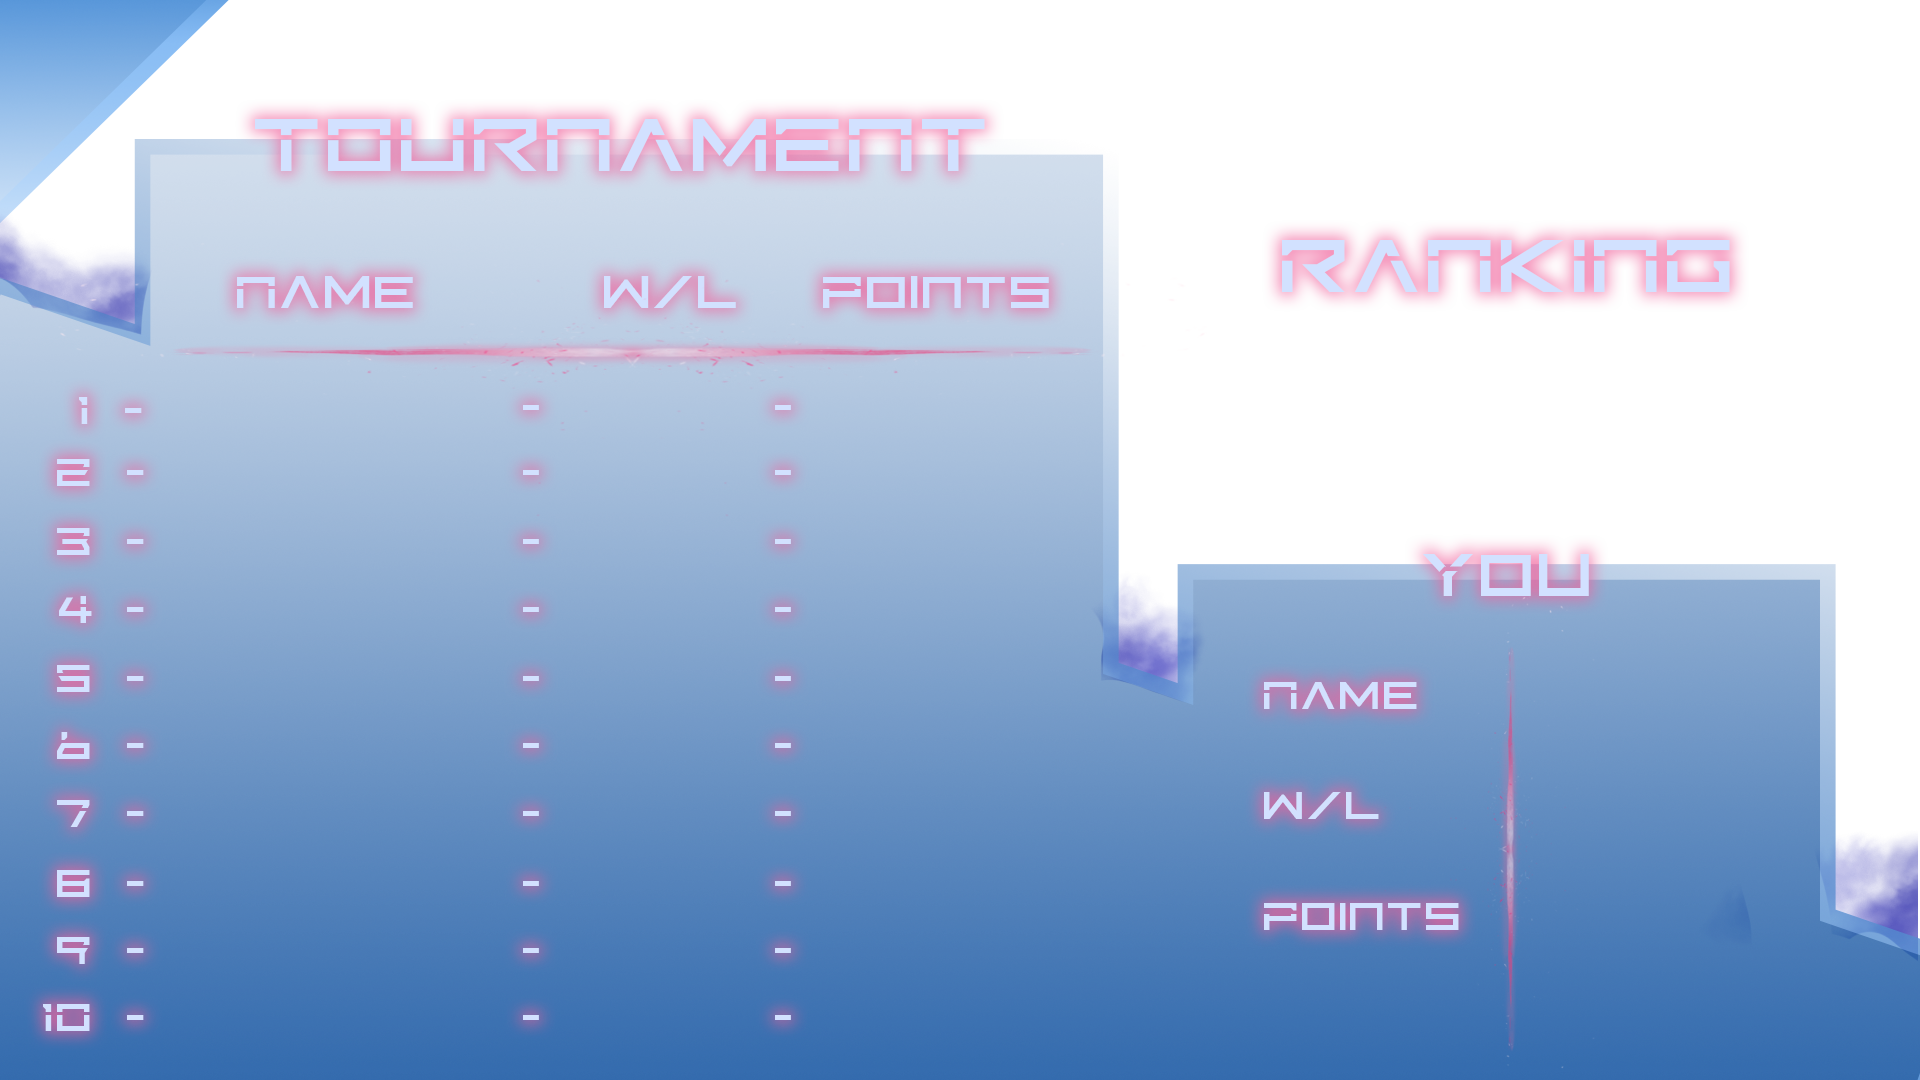 TOURNAMENT
RANKING
NAME W/L POINTS
1 - - -
2 - - -
3 - - -
4 - - -
5 - - -
6 - - -
7 - - -
8 - - -
9 - - -
10 - - -
YOU
NAME
W/L
POINTS